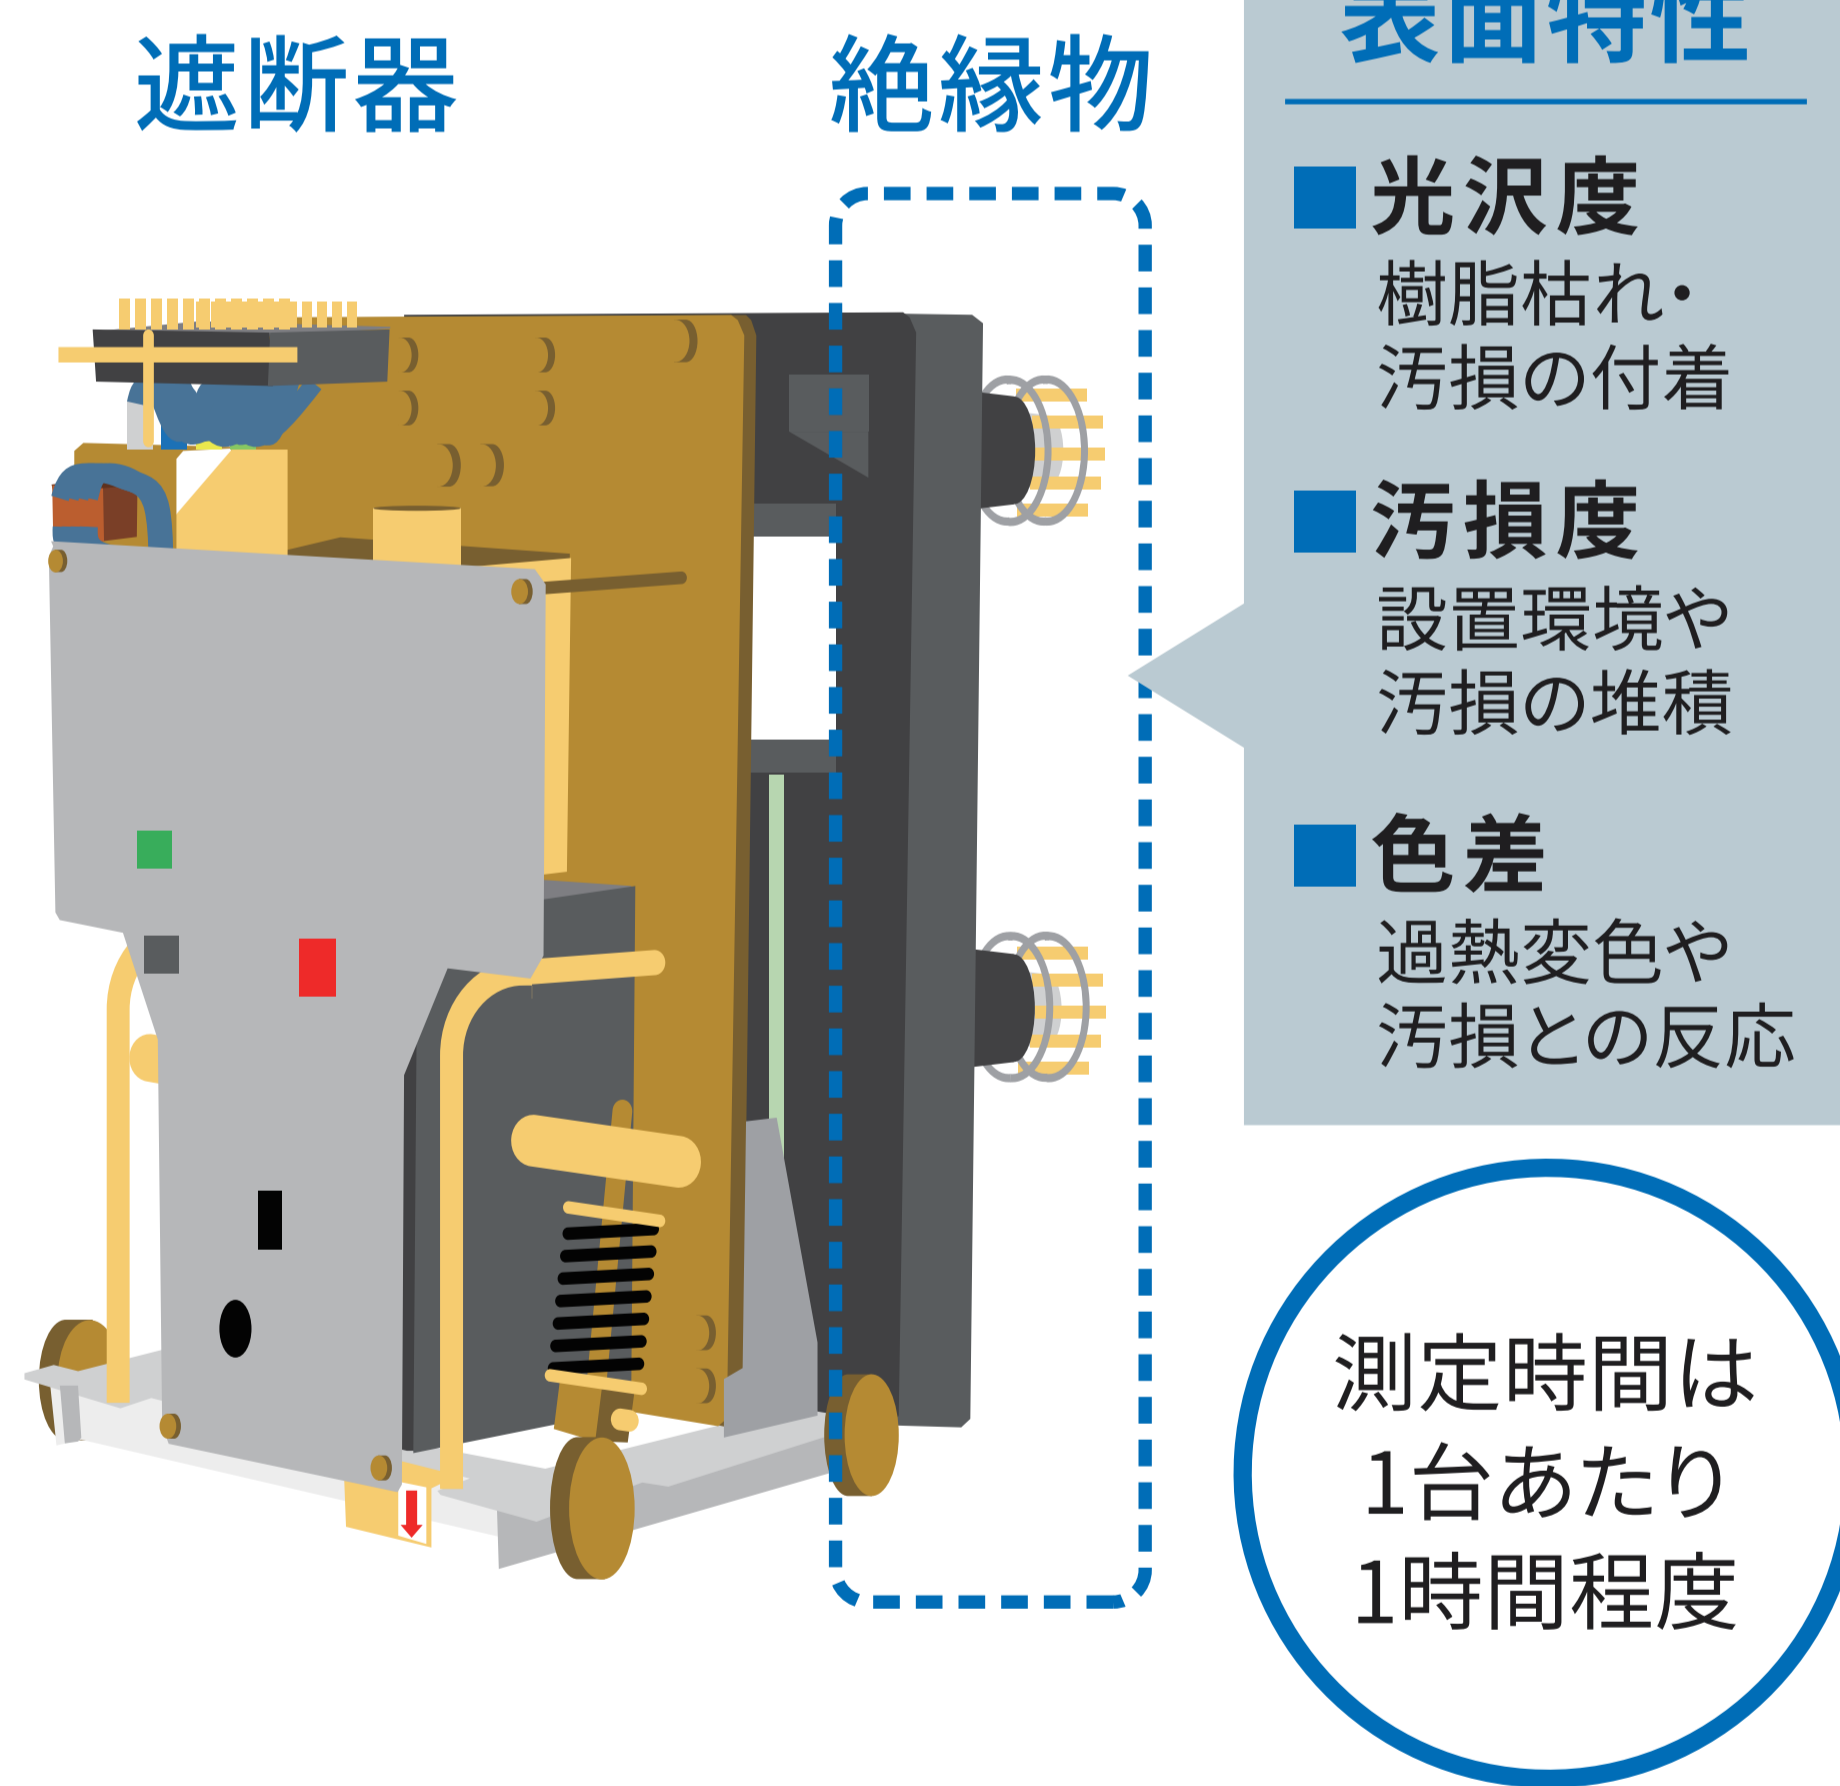 遮断器
絶縁物
表面特性
■光沢度
樹脂枯れ・
汚損の付着
■汚損度
設置環境や
汚損の堆積
■色差
過熱変色や
汚損との反応
測定時間は
1台あたり
1時間程度